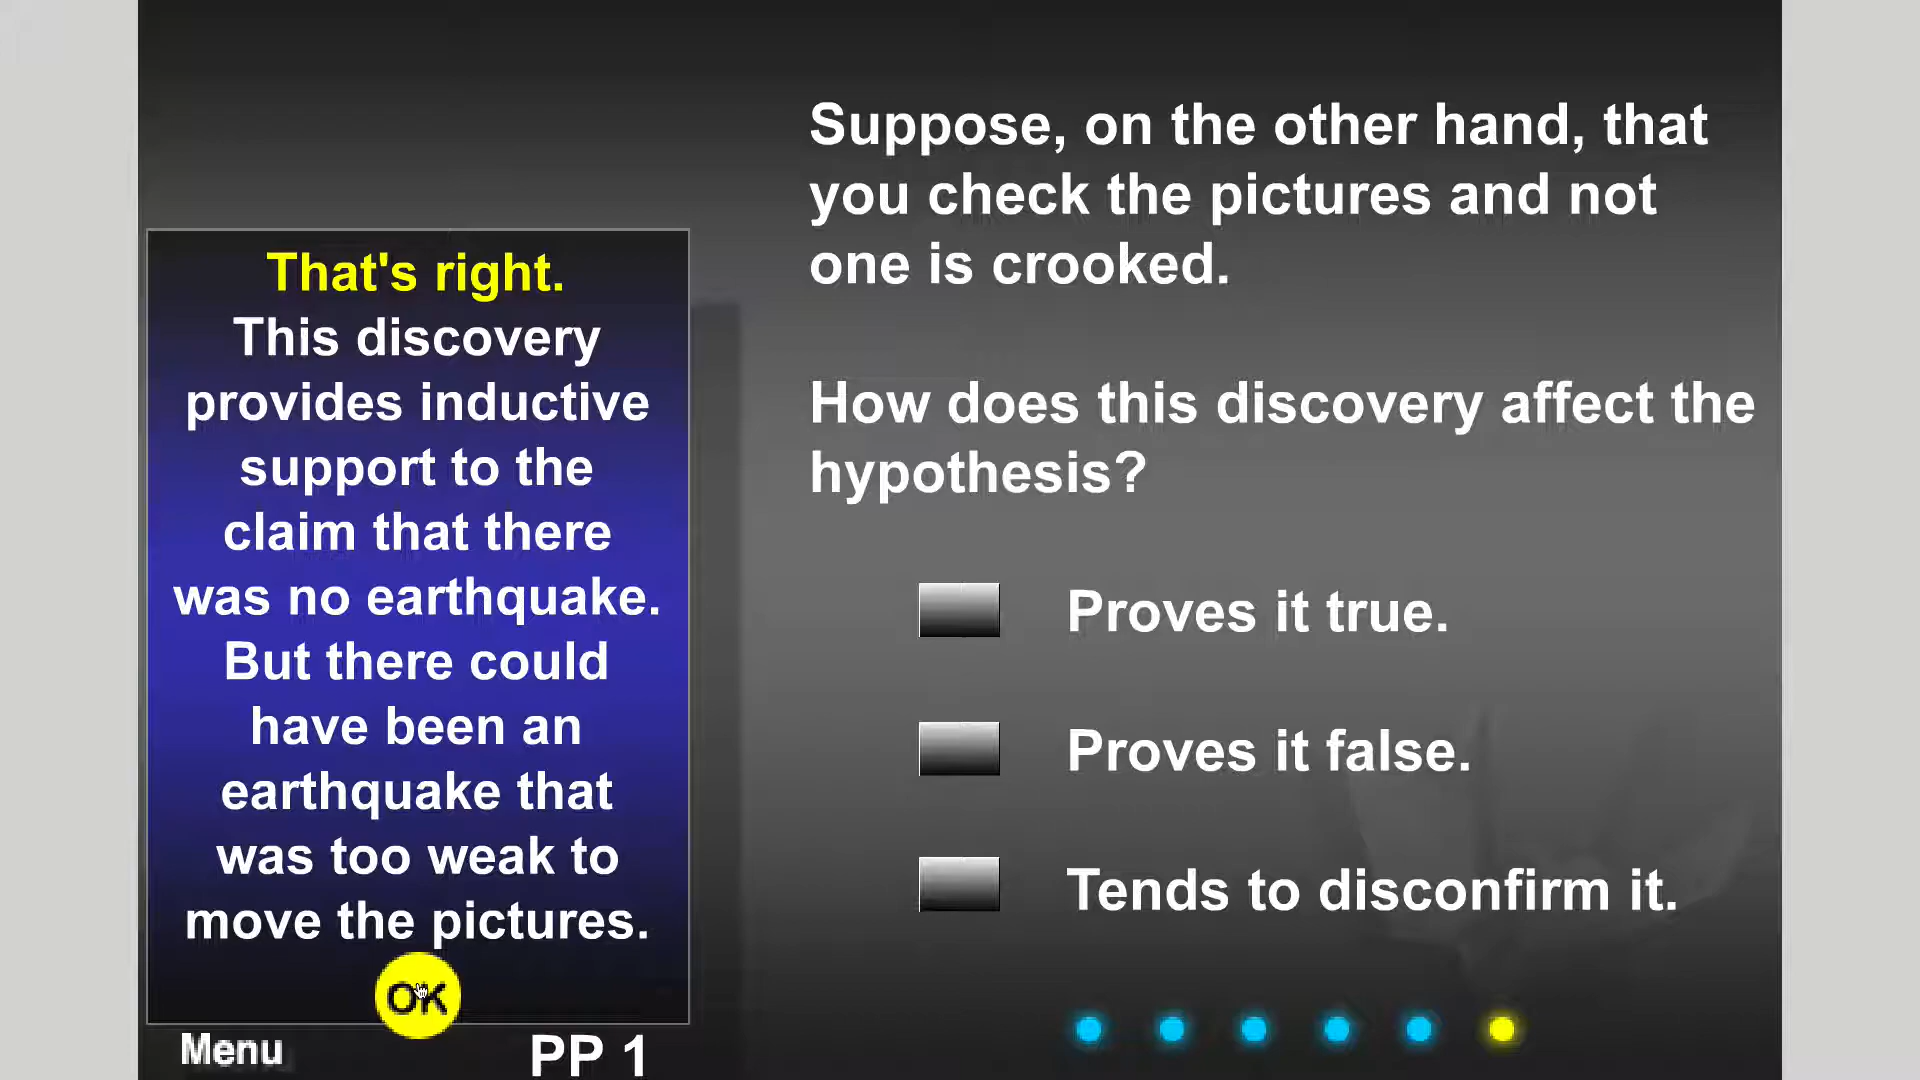 That's right.
This discovery
provides inductive
support to the
claim that there
was no earthquake.
But there could
have been an
earthquake that
was too weak to
move the pictures.
OK
Menu
PP 1
Suppose, on the other hand, that
you check the pictures and not
one is crooked.
How does this discovery affect the
hypothesis?
Proves it true.
Proves it false.
Tends to disconfirm it.